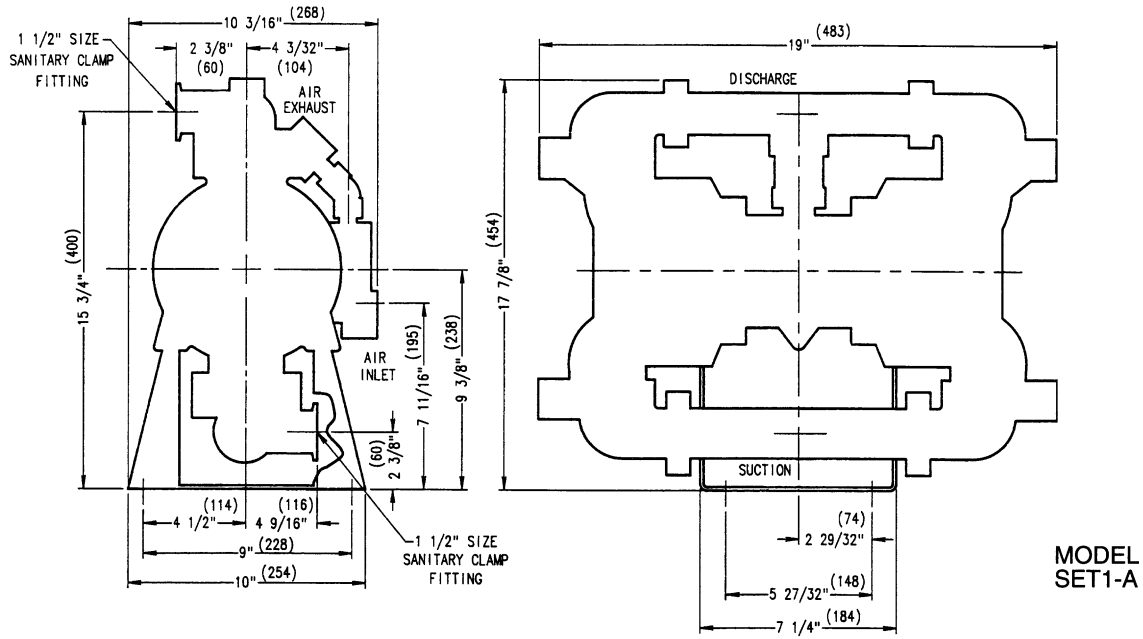 10 3/16" (268)
1 1/2" SIZE
SANITARY CLAMP
FITTING
2 3/8"
(60)
4 3/32"
(104)
AIR
EXHAUST
15 3/4" (400)
AIR
INLET
7 11/16" (195)
9 3/8" (238)
2 3/8"
(60)
(114)
4 1/2"
(116)
4 9/16"
9" (228)
10" (254)
1 1/2" SIZE
SANITARY CLAMP
FITTING
19" (483)
DISCHARGE
17 7/8" (454)
SUCTION
(74)
2 29/32"
5 27/32" (148)
7 1/4" (184)
MODEL
SET1-A